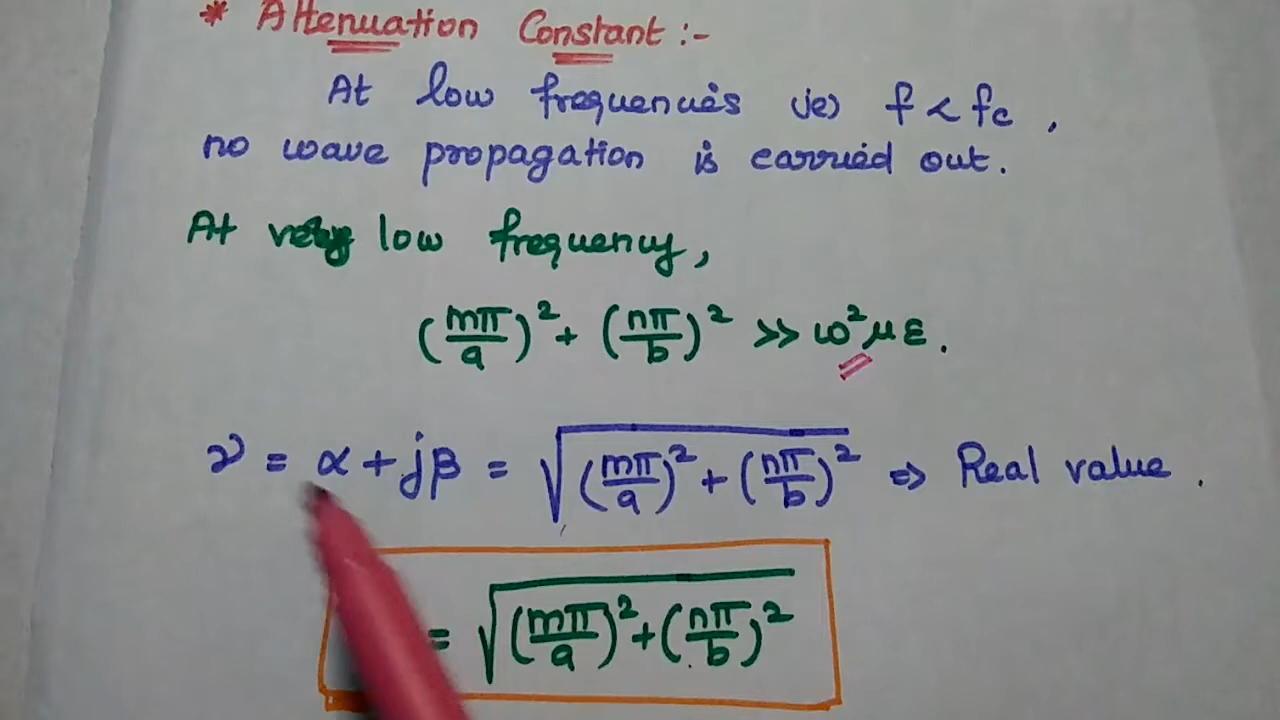 * Attenuation Constant :-
At low frequencies (ie) f < fc ,
no wave propagation is carried out.
At very low frequency,
(mπ/a)² + (nπ/b)² >> ω²με.
γ = α + jβ = √(mπ/a)² + (nπ/b)² ⇒ Real value .
= √(mπ/a)² + (nπ/b)²